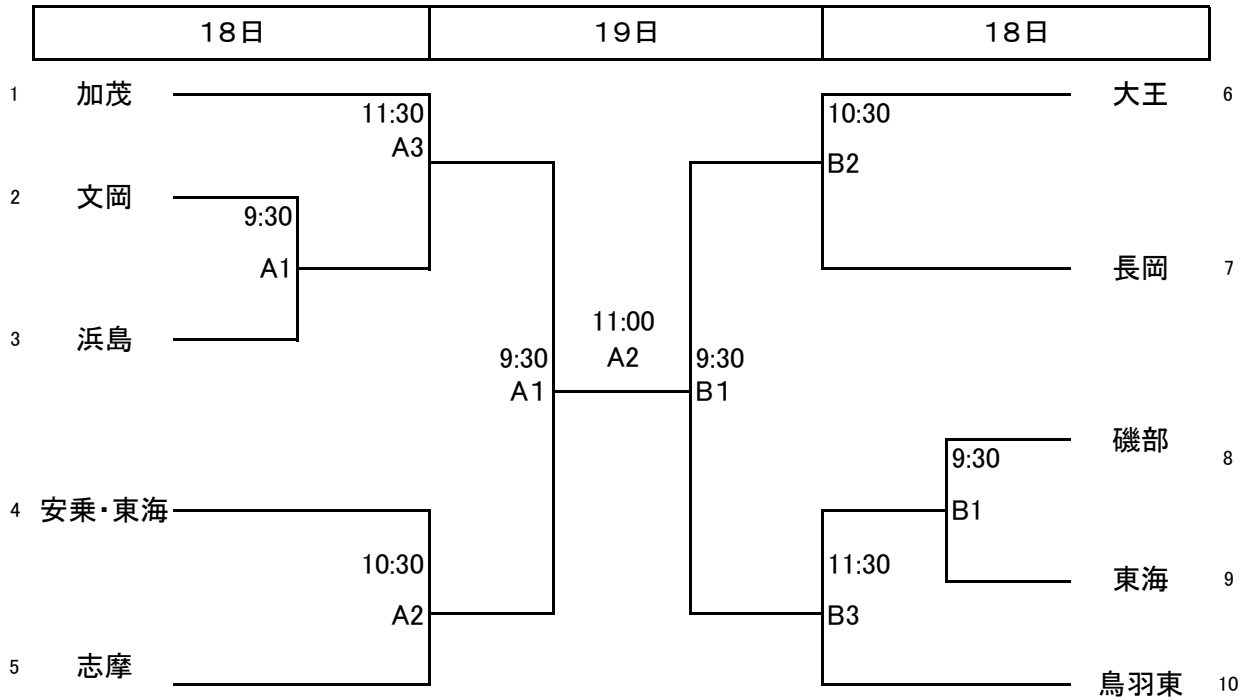 18日 19日 18日
1 加茂
11:30
A3
2 文岡
9:30
A1
3 浜島
9:30
A1
4 安乗・東海
10:30
A2
5 志摩
11:00
A2
大王 6
10:30
B2
長岡 7
9:30
B1
磯部 8
9:30
B1
東海 9
11:30
B3
鳥羽東 10